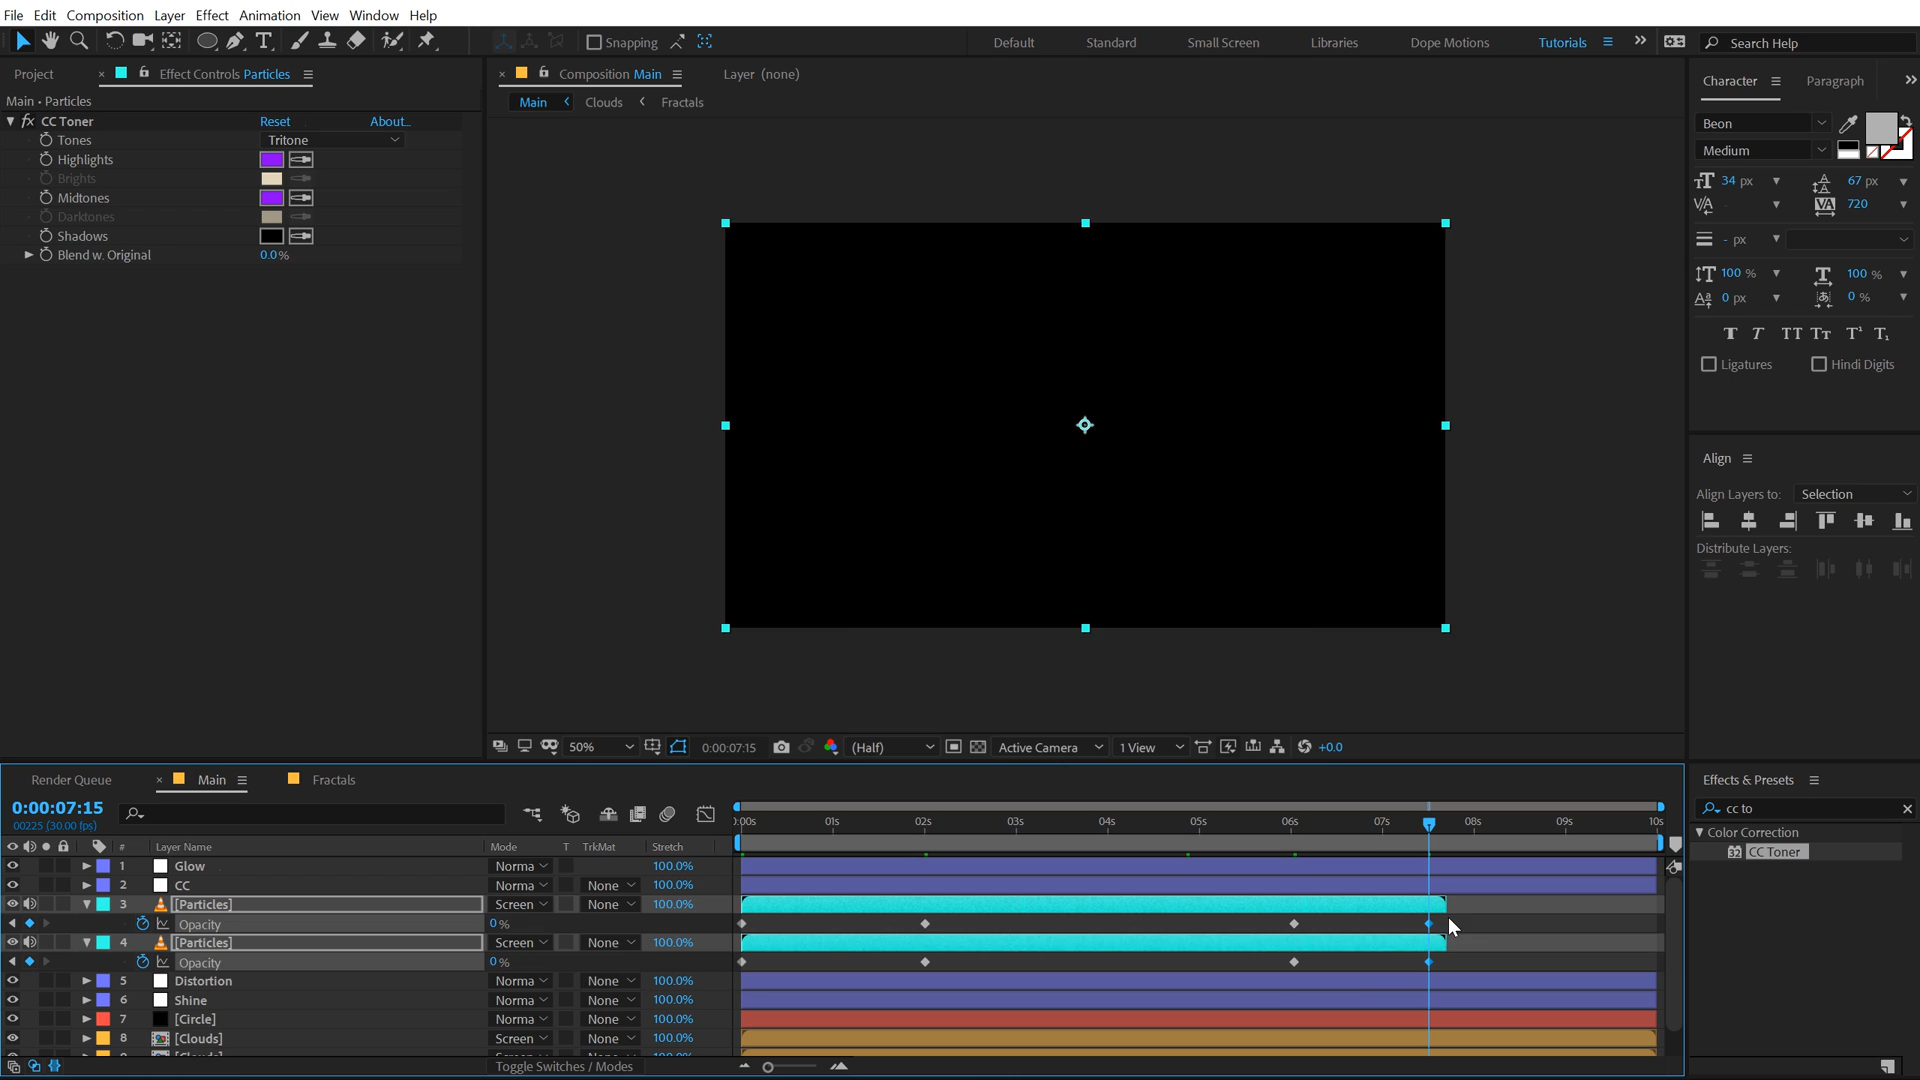 File Edit Composition Layer Effect Animation View Window Help
Snapping
Default Standard Small Screen Libraries Dope Motions Tutorials
Search Help
Project Effect Controls Particles
Main • Particles
fx CC Toner Reset About...
Tones Tritone
Highlights
Brights
Midtones
Darktones
Shadows
Blend w. Original 0.0%
Composition Main Layer (none)
Main Clouds Fractals
50% 0:00:07:15 (Half) Active Camera 1 View +0.0
Character Paragraph
Beon
Medium
34 px 67 px
720
- px
100 % 100 %
0 px 0 %
T T TT Tт T¹ T₁
Ligatures Hindi Digits
Align
Align Layers to: Selection
Distribute Layers:
Effects & Presets
cc to
Color Correction
32 CC Toner
Render Queue Main Fractals
0:00:07:15
00225 (30.00 fps)
# Layer Name Mode T TrkMat Stretch
0:00s 01s 02s 03s 04s 05s 06s 07s 08s 09s 10s
1 Glow Norma 100.0%
2 CC Norma None 100.0%
3 [Particles] Screen None 100.0%
Opacity 0 %
4 [Particles] Screen None 100.0%
Opacity 0 %
5 Distortion Norma None 100.0%
6 Shine Norma None 100.0%
7 [Circle] Norma None 100.0%
8 [Clouds] Screen None 100.0%
Toggle Switches / Modes